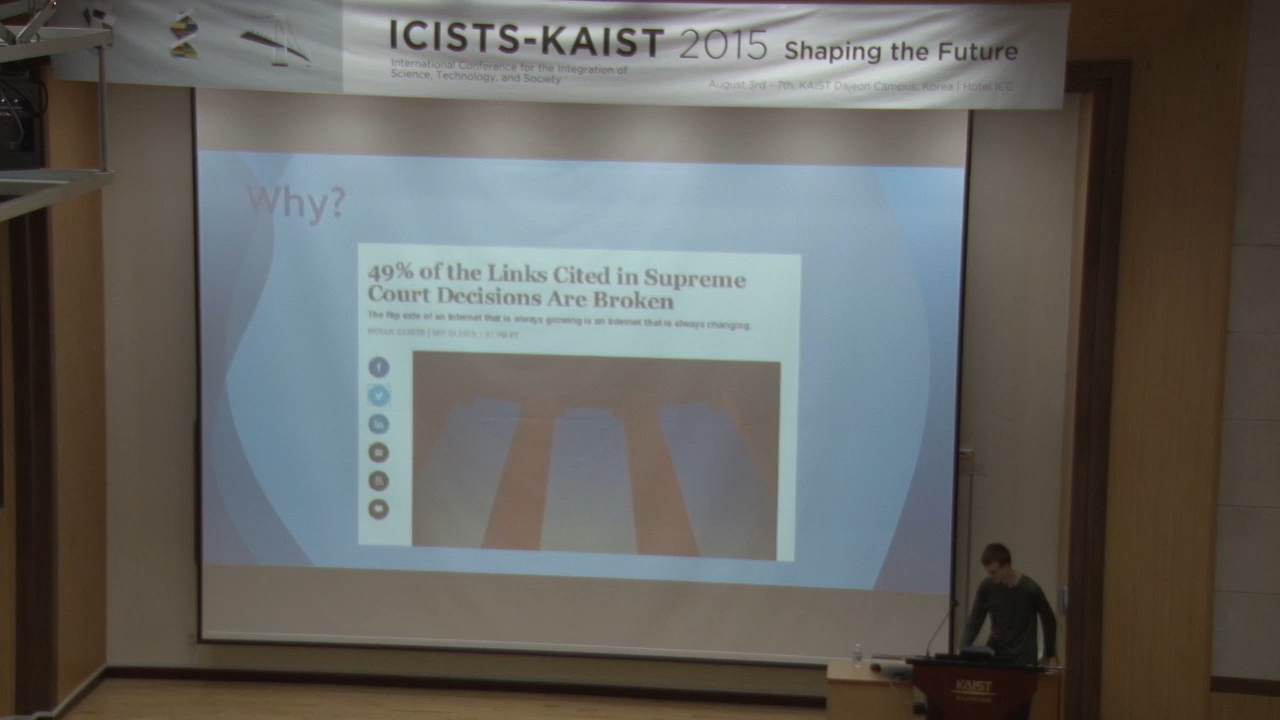 ICISTS-KAIST 2015 Shaping the Future
International Conference for the Integration of
Science, Technology, and Society
August 3rd - 7th, KAIST Dajeon Campus, Korea | Hotel ICC
Why?
49% of the Links Cited in Supreme
Court Decisions Are Broken
The flip side of an Internet that is always growing is an Internet that is always changing.
KAIST